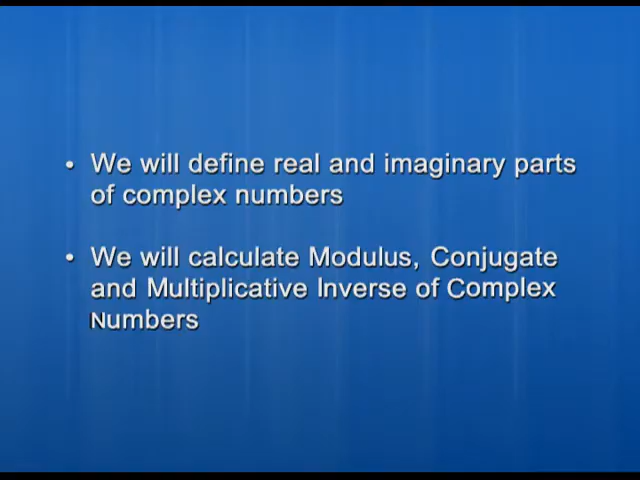 • We will define real and imaginary parts
of complex numbers
• We will calculate Modulus, Conjugate
and Multiplicative Inverse of Complex
Numbers